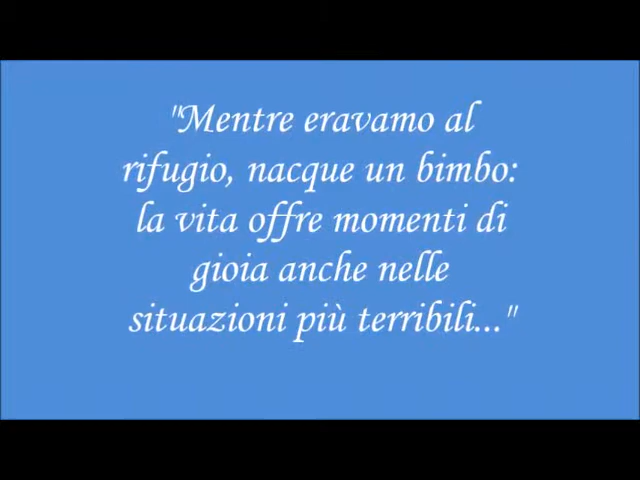 "Mentre eravamo al
rifugio, nacque un bimbo:
la vita offre momenti di
gioia anche nelle
situazioni più terribili..."